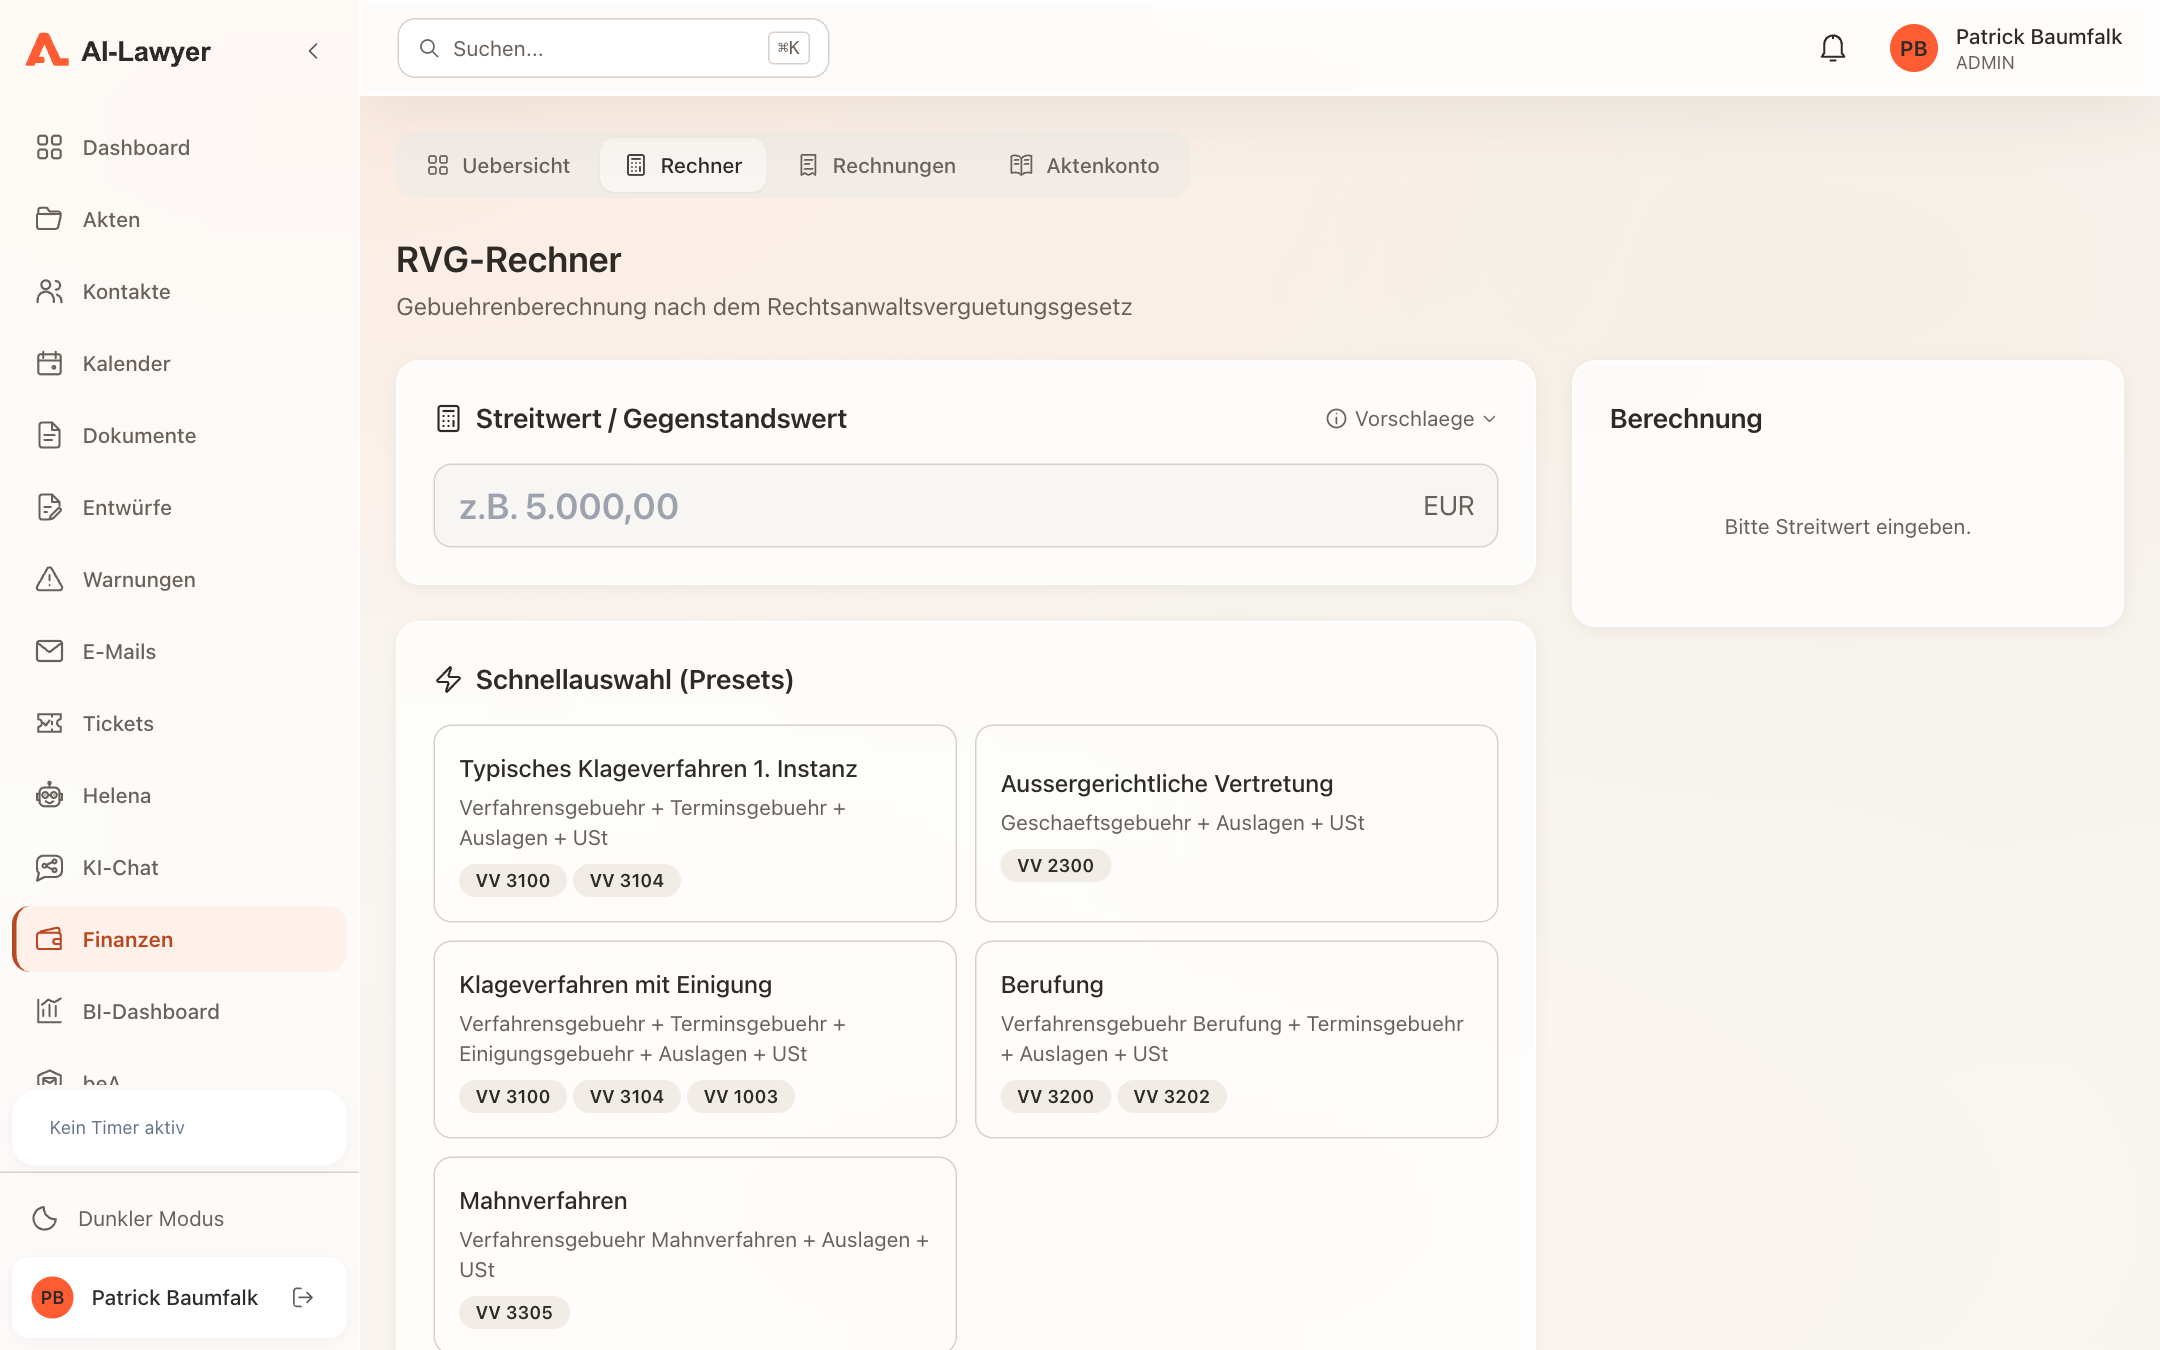 AI-Lawyer
Dashboard
Akten
Kontakte
Kalender
Dokumente
Entwürfe
Warnungen
E-Mails
Tickets
Helena
KI-Chat
Finanzen
BI-Dashboard
beA
Kein Timer aktiv
Dunkler Modus
PB Patrick Baumfalk
Suchen... ⌘K
PB Patrick Baumfalk
ADMIN
Uebersicht Rechner Rechnungen Aktenkonto
RVG-Rechner
Gebuehrenberechnung nach dem Rechtsanwaltsverguetungsgesetz
Streitwert / Gegenstandswert Vorschlaege
z.B. 5.000,00 EUR
Schnellauswahl (Presets)
Typisches Klageverfahren 1. Instanz
Verfahrensgebuehr + Terminsgebuehr +
Auslagen + USt
VV 3100 VV 3104
Aussergerichtliche Vertretung
Geschaeftsgebuehr + Auslagen + USt
VV 2300
Klageverfahren mit Einigung
Verfahrensgebuehr + Terminsgebuehr +
Einigungsgebuehr + Auslagen + USt
VV 3100 VV 3104 VV 1003
Berufung
Verfahrensgebuehr Berufung + Terminsgebuehr
+ Auslagen + USt
VV 3200 VV 3202
Mahnverfahren
Verfahrensgebuehr Mahnverfahren + Auslagen +
USt
VV 3305
Berechnung
Bitte Streitwert eingeben.